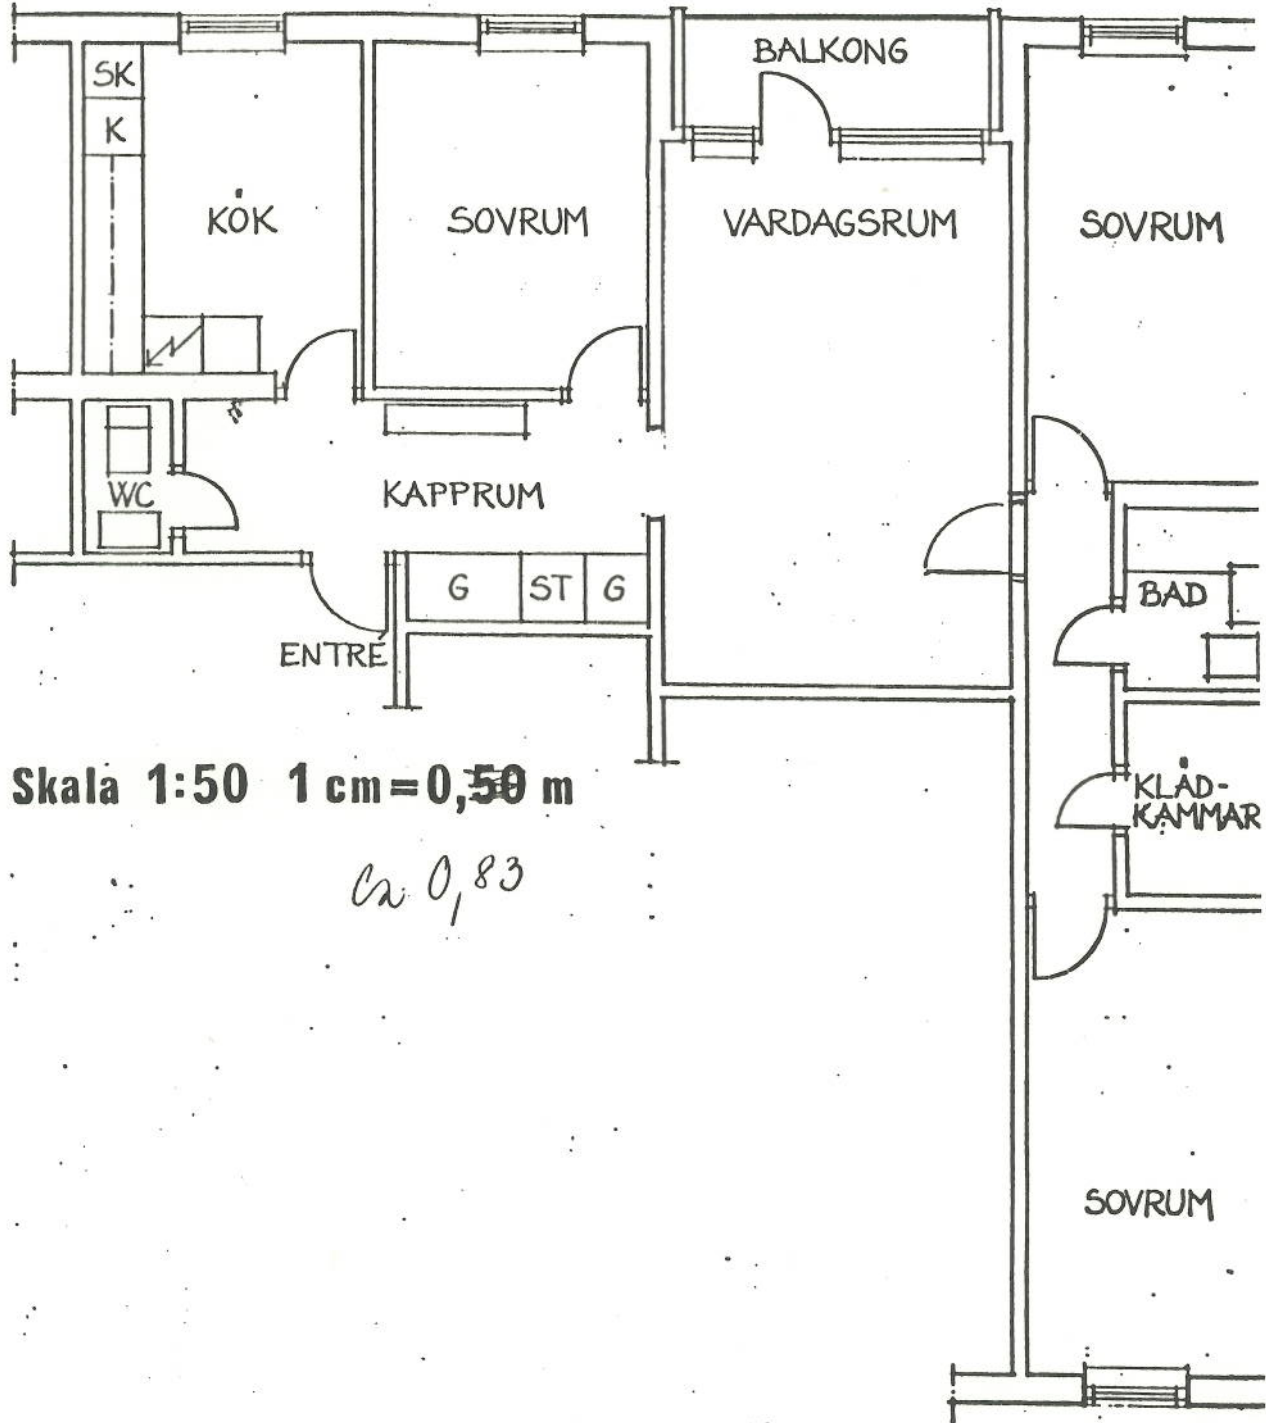 BALKONG
SK
K
KÖK
SOVRUM
VARDAGSRUM
SOVRUM
WC
KAPPRUM
G
ST
G
BAD
ENTRÉ
Skala 1:50 1 cm=0,50 m
KLÄD-
KAMMAR
Ca 0,83
SOVRUM